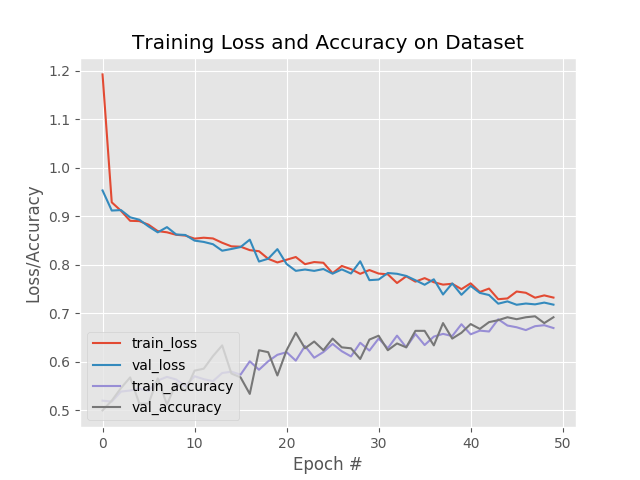 Training Loss and Accuracy on Dataset
1.2
1.1
1.0
0.9
0.8
0.7
0.6
0.5
Loss/Accuracy
train_loss
val_loss
train_accuracy
val_accuracy
0 10 20 30 40 50
Epoch #